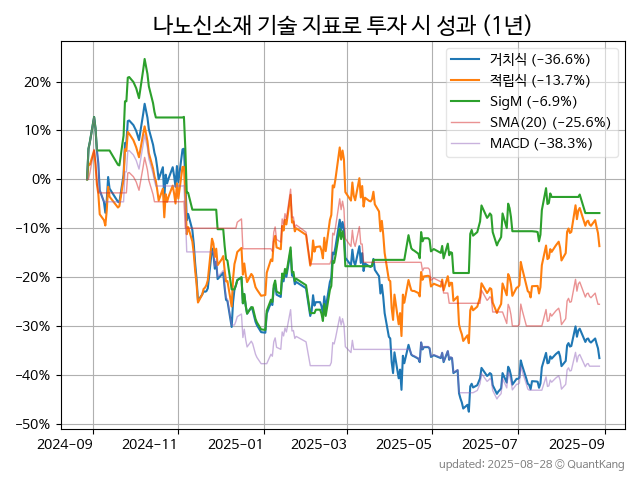 나노신소재 기술 지표로 투자 시 성과 (1년)
거치식 (−36.6%)
적립식 (−13.7%)
SigM (−6.9%)
SMA(20) (−25.6%)
MACD (−38.3%)
20%
10%
0%
−10%
−20%
−30%
−40%
−50%
2024-09 2024-11 2025-01 2025-03 2025-05 2025-07 2025-09
updated: 2025-08-28 © QuantKang